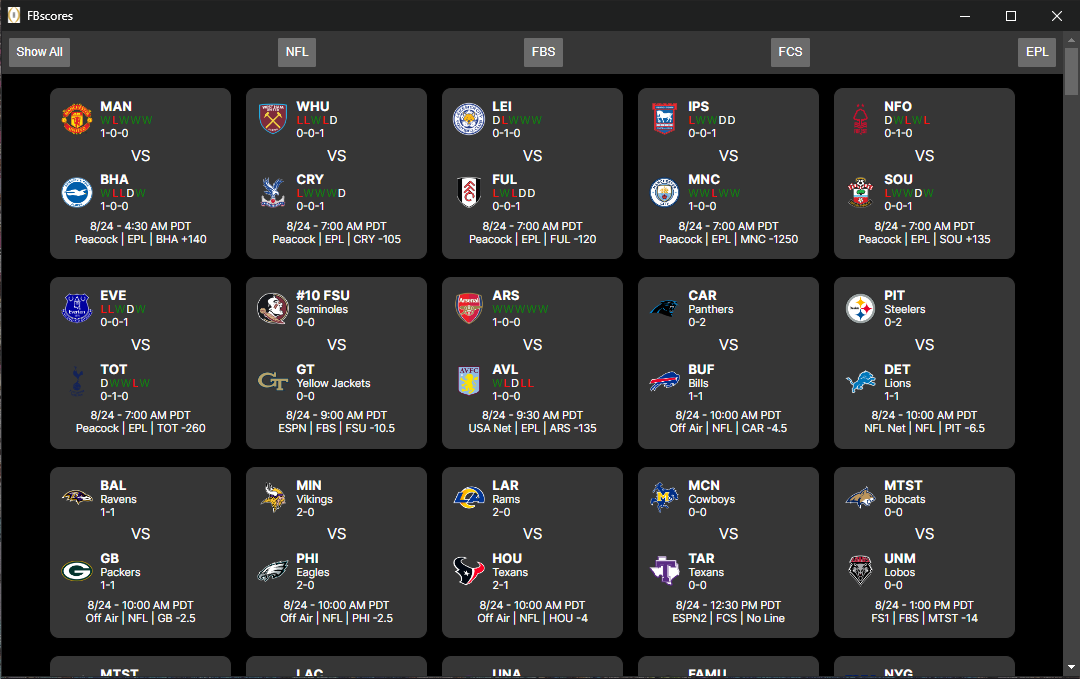 FBscores
Show All NFL FBS FCS EPL
MAN
WLWWW
1-0-0
VS
BHA
WLLDW
1-0-0
8/24 - 4:30 AM PDT
Peacock | EPL | BHA +140
WHU
LLWLD
0-0-1
VS
CRY
LWWWD
0-0-1
8/24 - 7:00 AM PDT
Peacock | EPL | CRY -105
LEI
DLWWW
0-1-0
VS
FUL
LWLDD
0-0-1
8/24 - 7:00 AM PDT
Peacock | EPL | FUL -120
IPS
LWWDD
0-0-1
VS
MNC
WWLWW
1-0-0
8/24 - 7:00 AM PDT
Peacock | EPL | MNC -1250
NFO
DWLWL
0-1-0
VS
SOU
LWWDW
0-0-1
8/24 - 7:00 AM PDT
Peacock | EPL | SOU +135
EVE
LLWDW
0-0-1
VS
TOT
DWWLW
0-1-0
8/24 - 7:00 AM PDT
Peacock | EPL | TOT -260
#10 FSU
Seminoles
0-0
VS
GT
Yellow Jackets
0-0
8/24 - 9:00 AM PDT
ESPN | FBS | FSU -10.5
Arsenal
ARS
WWWWW
1-0-0
VS
AVFC
AVL
WLDLL
1-0-0
8/24 - 9:30 AM PDT
USA Net | EPL | ARS -135
CAR
Panthers
0-2
VS
BUF
Bills
1-1
8/24 - 10:00 AM PDT
Off Air | NFL | CAR -4.5
PIT
Steelers
0-2
VS
DET
Lions
1-1
8/24 - 10:00 AM PDT
NFL Net | NFL | PIT -6.5
BAL
Ravens
1-1
VS
GB
Packers
1-1
8/24 - 10:00 AM PDT
Off Air | NFL | GB -2.5
MIN
Vikings
2-0
VS
PHI
Eagles
2-0
8/24 - 10:00 AM PDT
Off Air | NFL | PHI -2.5
LAR
Rams
2-0
VS
HOU
Texans
2-1
8/24 - 10:00 AM PDT
Off Air | NFL | HOU -4
MCN
Cowboys
0-0
VS
TAR
Texans
0-0
8/24 - 12:30 PM PDT
ESPN2 | FCS | No Line
MTST
Bobcats
0-0
VS
UNM
Lobos
0-0
8/24 - 1:00 PM PDT
FS1 | FBS | MTST -14
MTST
LAC
UNA
FAMU
NYG